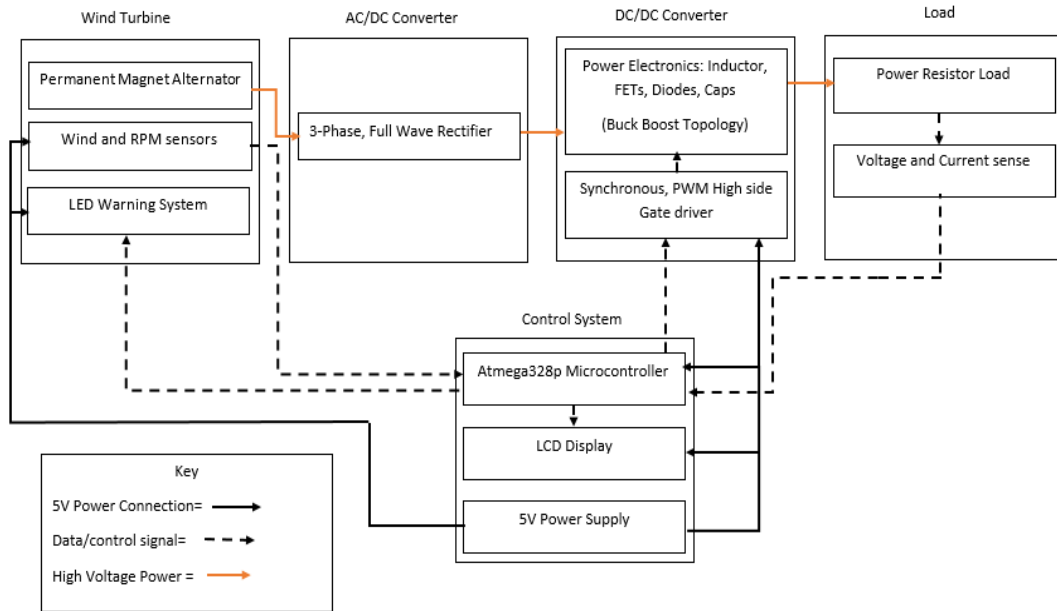 Wind Turbine
AC/DC Converter
DC/DC Converter
Load
Permanent Magnet Alternator
Wind and RPM sensors
LED Warning System
3-Phase, Full Wave Rectifier
Power Electronics: Inductor,
FETs, Diodes, Caps
(Buck Boost Topology)
Synchronous, PWM High side
Gate driver
Power Resistor Load
Voltage and Current sense
Control System
Atmega328p Microcontroller
LCD Display
5V Power Supply
Key
5V Power Connection=
Data/control signal=
High Voltage Power =